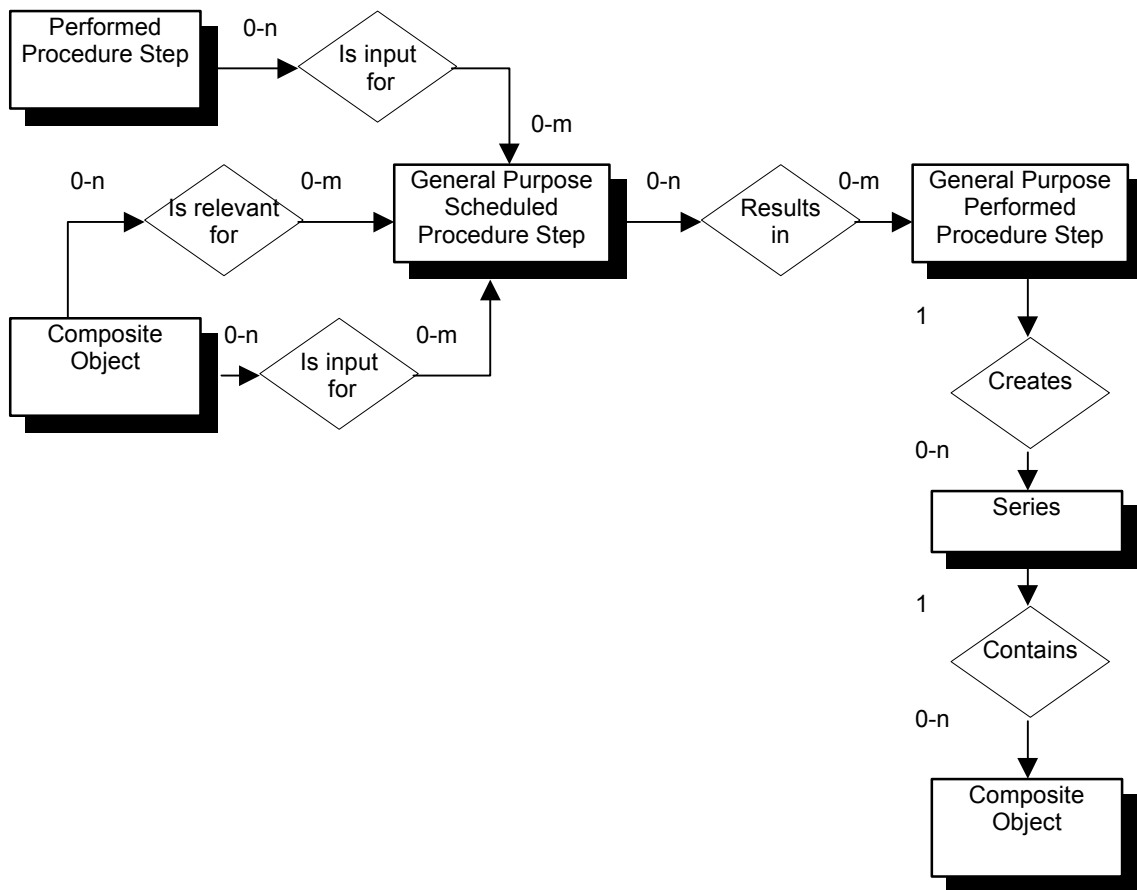 Performed
Procedure Step
0-n
Is input
for
0-m
0-n
Is relevant
for
0-m
General Purpose
Scheduled
Procedure Step
0-n
Results
in
0-m
General Purpose
Performed
Procedure Step
Composite
Object
0-n
Is input
for
0-m
1
Creates
0-n
Series
1
Contains
0-n
Composite
Object